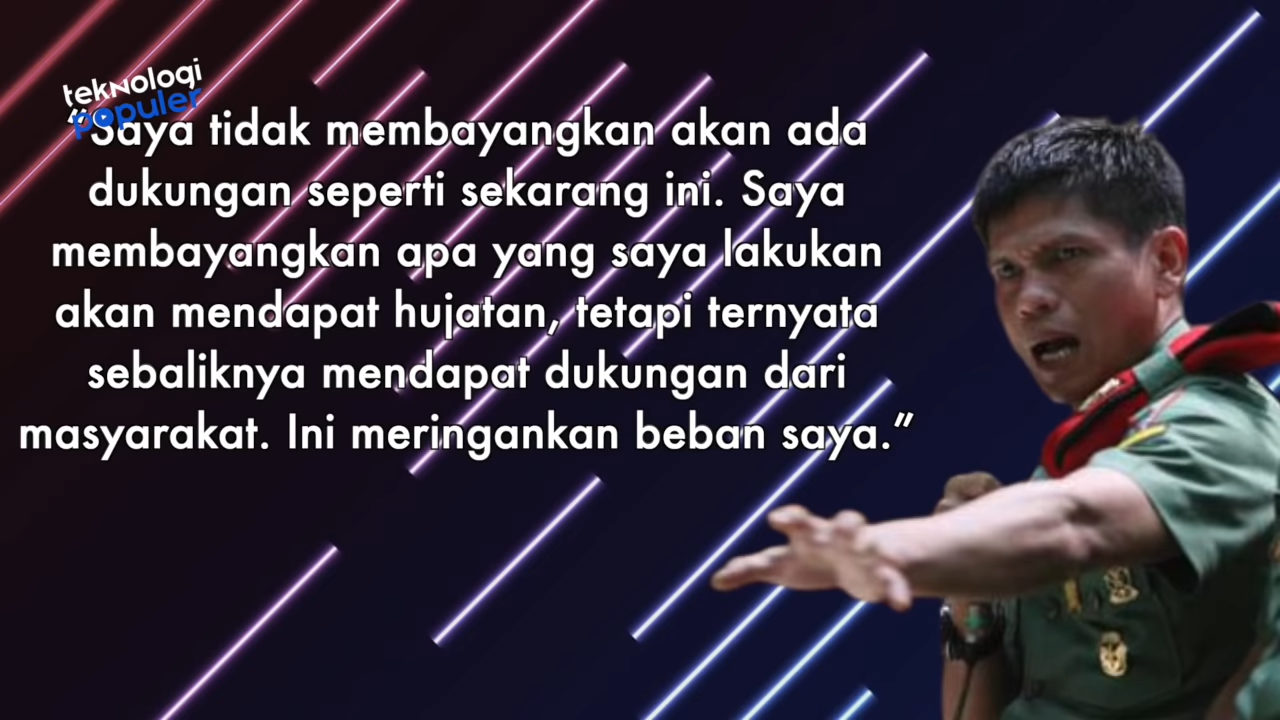 teknologi
populer
“Saya tidak membayangkan akan ada
dukungan seperti sekarang ini. Saya
membayangkan apa yang saya lakukan
akan mendapat hujatan, tetapi ternyata
sebaliknya mendapat dukungan dari
masyarakat. Ini meringankan beban saya.”